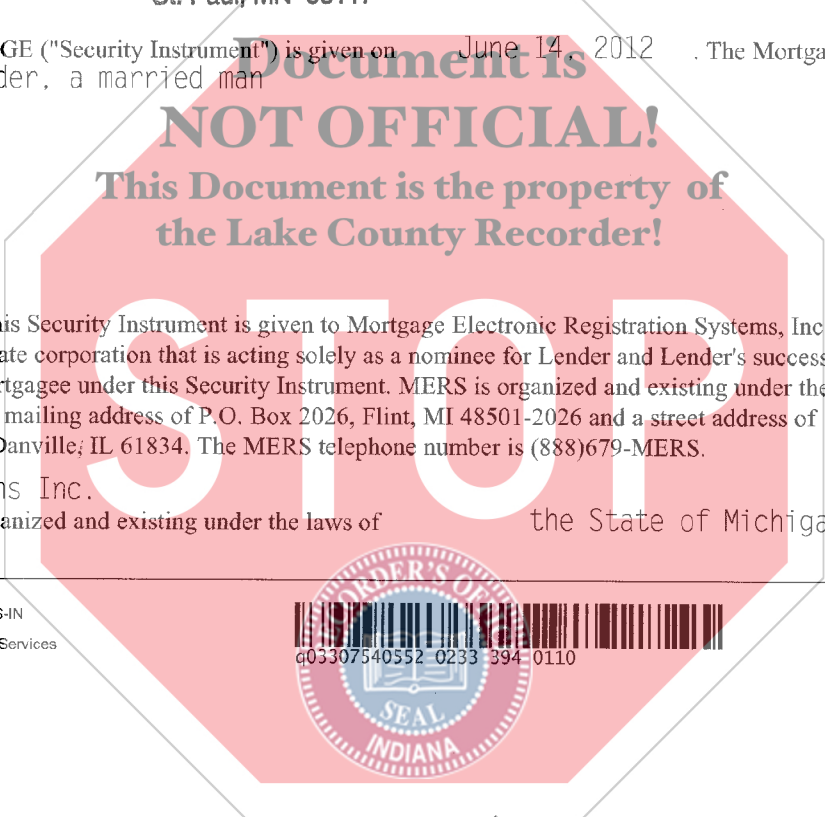 St. Paul, MN 55117
GE ("Security Instrument") is given on June 14, 2012 . The Mortga
der, a married man
Document is
NOT OFFICIAL!
This Document is the property of
the Lake County Recorder!
STOP
is Security Instrument is given to Mortgage Electronic Registration Systems, Inc
ate corporation that is acting solely as a nominee for Lender and Lender's success
rtgagee under this Security Instrument. MERS is organized and existing under the
mailing address of P.O. Box 2026, Flint, MI 48501-2026 and a street address of
Danville, IL 61834. The MERS telephone number is (888)679-MERS.
ns Inc.
anized and existing under the laws of the State of Michiga
S-IN
Services
q03307540552 0233 394 0110
RECORDER'S OFFICE
SEAL
INDIANA